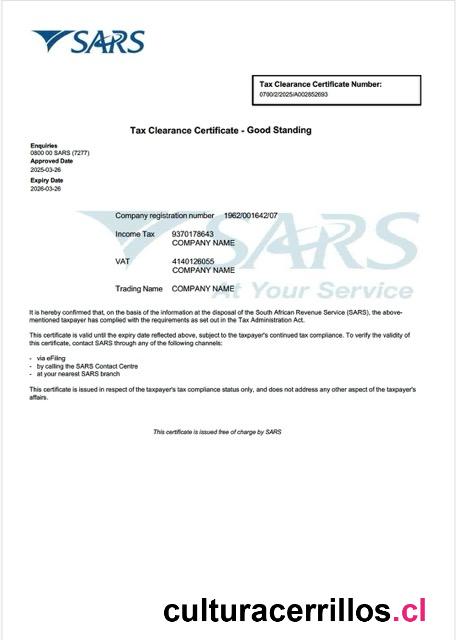 SARS
Tax Clearance Certificate Number:
0700/2/2025/A002852693
Tax Clearance Certificate - Good Standing
Enquiries
0800 00 SARS (7277)
Approved Date
2025-03-26
Expiry Date
2026-03-26
SARS
At Your Service
Company registration number 1962/001642/07
Income Tax 9370178643
COMPANY NAME
VAT 4140126055
COMPANY NAME
Trading Name COMPANY NAME
It is hereby confirmed that, on the basis of the information at the disposal of the South African Revenue Service (SARS), the above-
mentioned taxpayer has complied with the requirements as set out in the Tax Administration Act.
This certificate is valid until the expiry date reflected above, subject to the taxpayer's continued tax compliance. To verify the validity of
this certificate, contact SARS through any of the following channels:
- via eFiling
- by calling the SARS Contact Centre
- at your nearest SARS branch
This certificate is issued in respect of the taxpayer's tax compliance status only, and does not address any other aspect of the taxpayer's
affairs.
This certificate is issued free of charge by SARS
culturacerrillos.cl